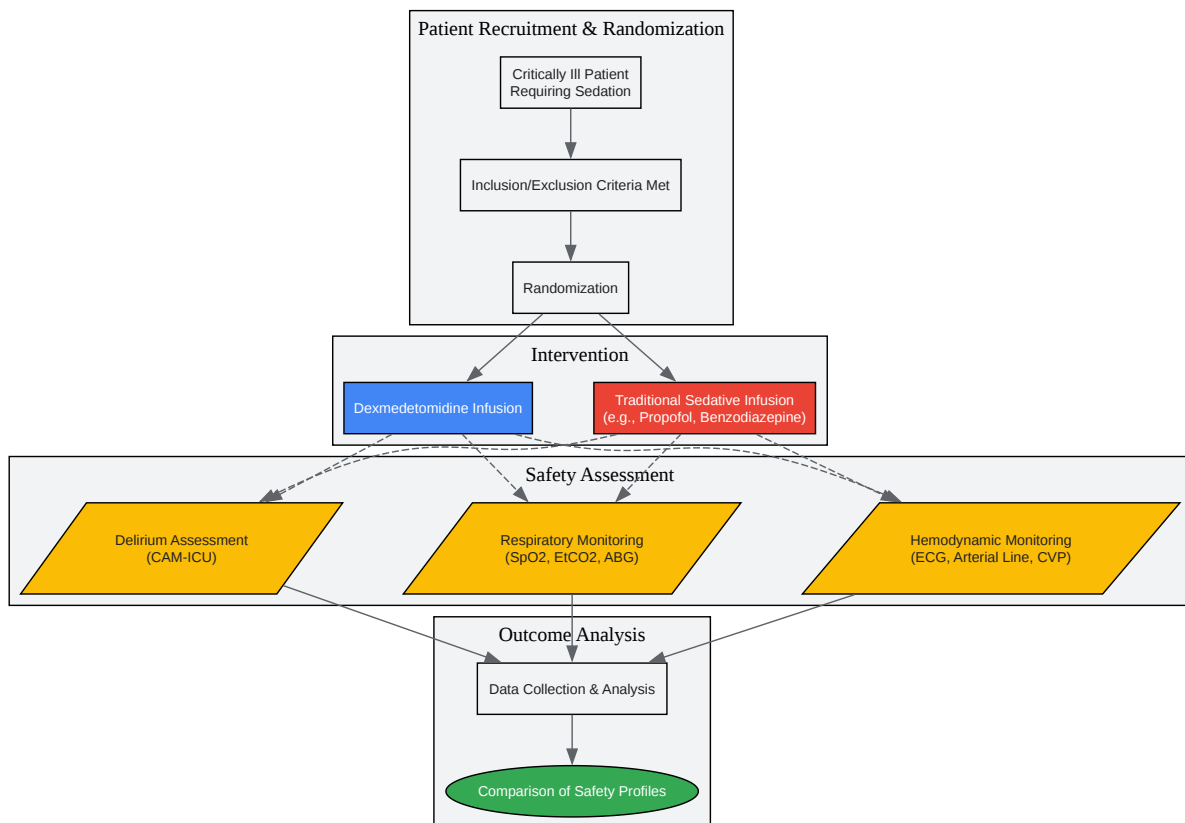 Patient Recruitment & Randomization
Critically Ill Patient
Requiring Sedation
Inclusion/Exclusion Criteria Met
Randomization
Intervention
Dexmedetomidine Infusion
Traditional Sedative Infusion
(e.g., Propofol, Benzodiazepine)
Safety Assessment
Delirium Assessment
(CAM-ICU)
Respiratory Monitoring
(SpO2, EtCO2, ABG)
Hemodynamic Monitoring
(ECG, Arterial Line, CVP)
Outcome Analysis
Data Collection & Analysis
Comparison of Safety Profiles